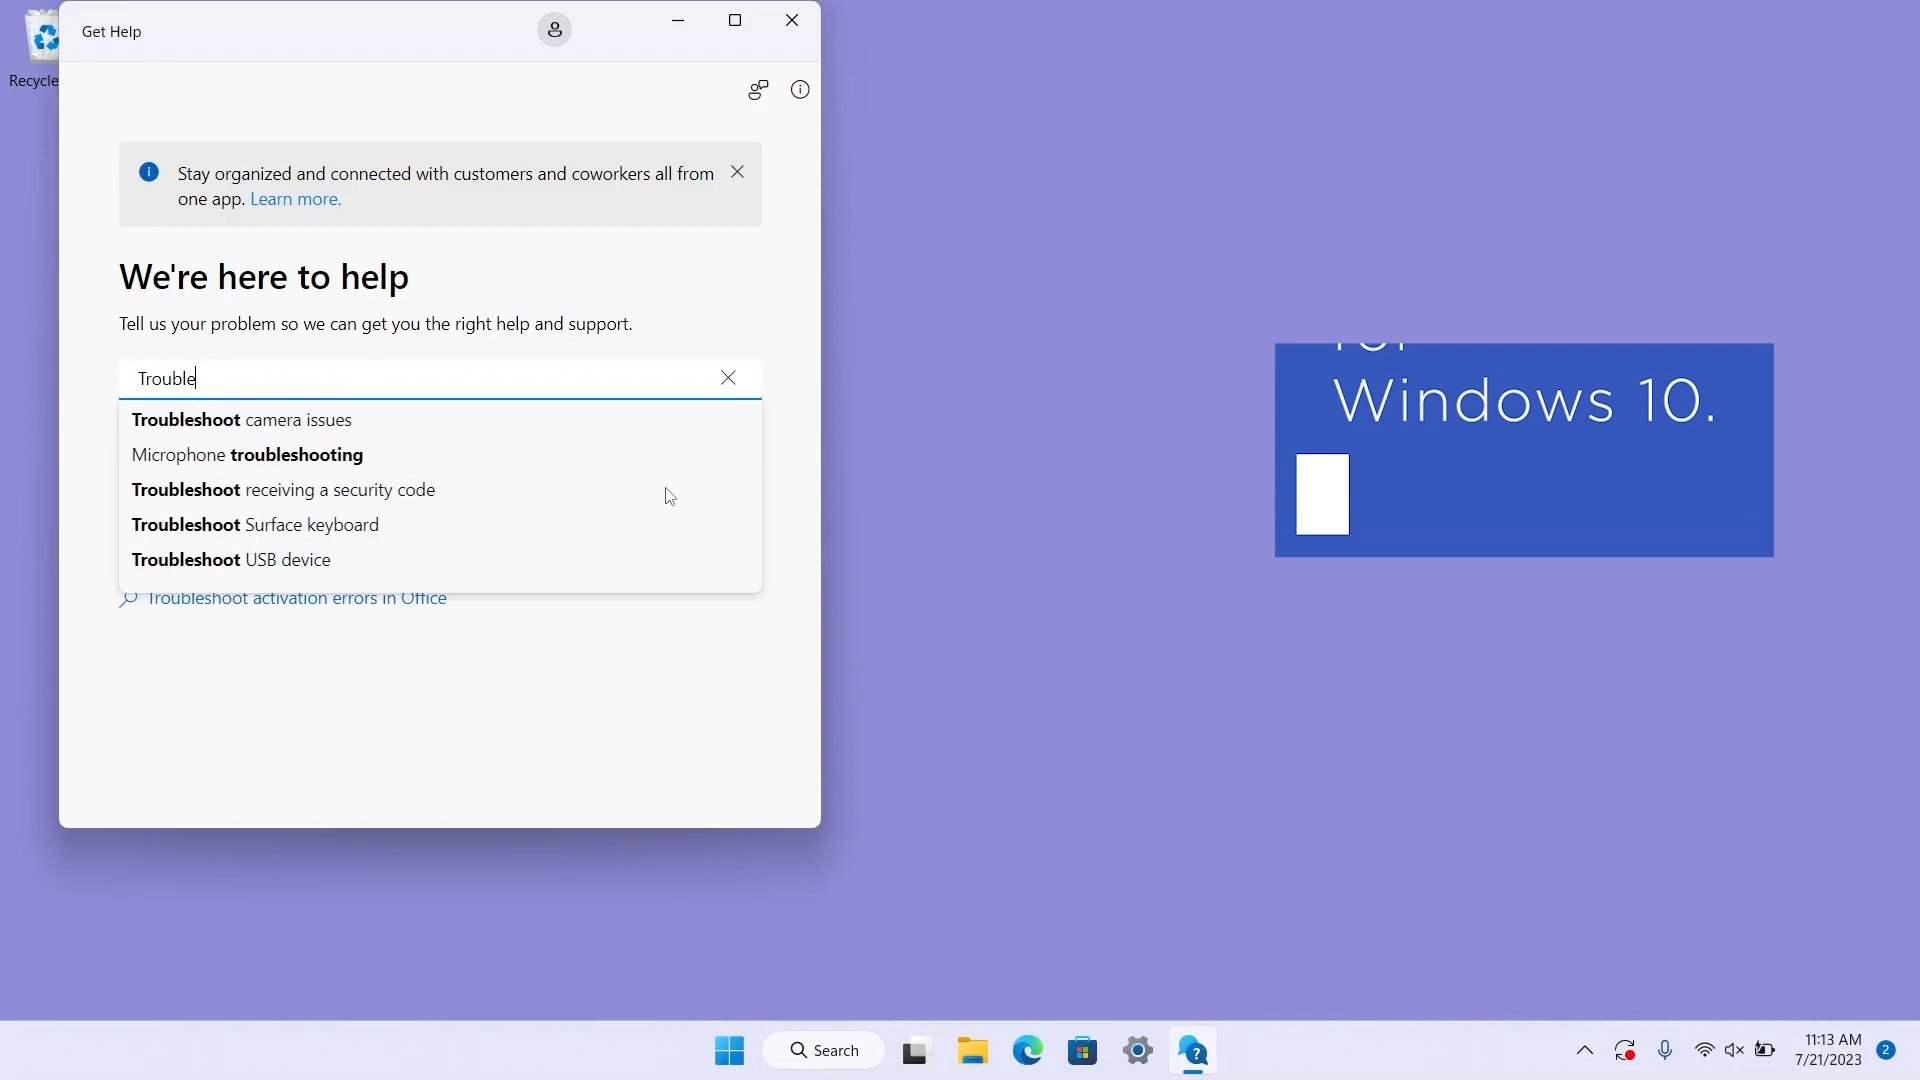 Recycle
Get Help
Stay organized and connected with customers and coworkers all from
one app. Learn more.
We're here to help
Tell us your problem so we can get you the right help and support.
Trouble
Troubleshoot camera issues
Microphone troubleshooting
Troubleshoot receiving a security code
Troubleshoot Surface keyboard
Troubleshoot USB device
Troubleshoot activation errors in Office
for
Windows 10.
Search
11:13 AM
7/21/2023
2